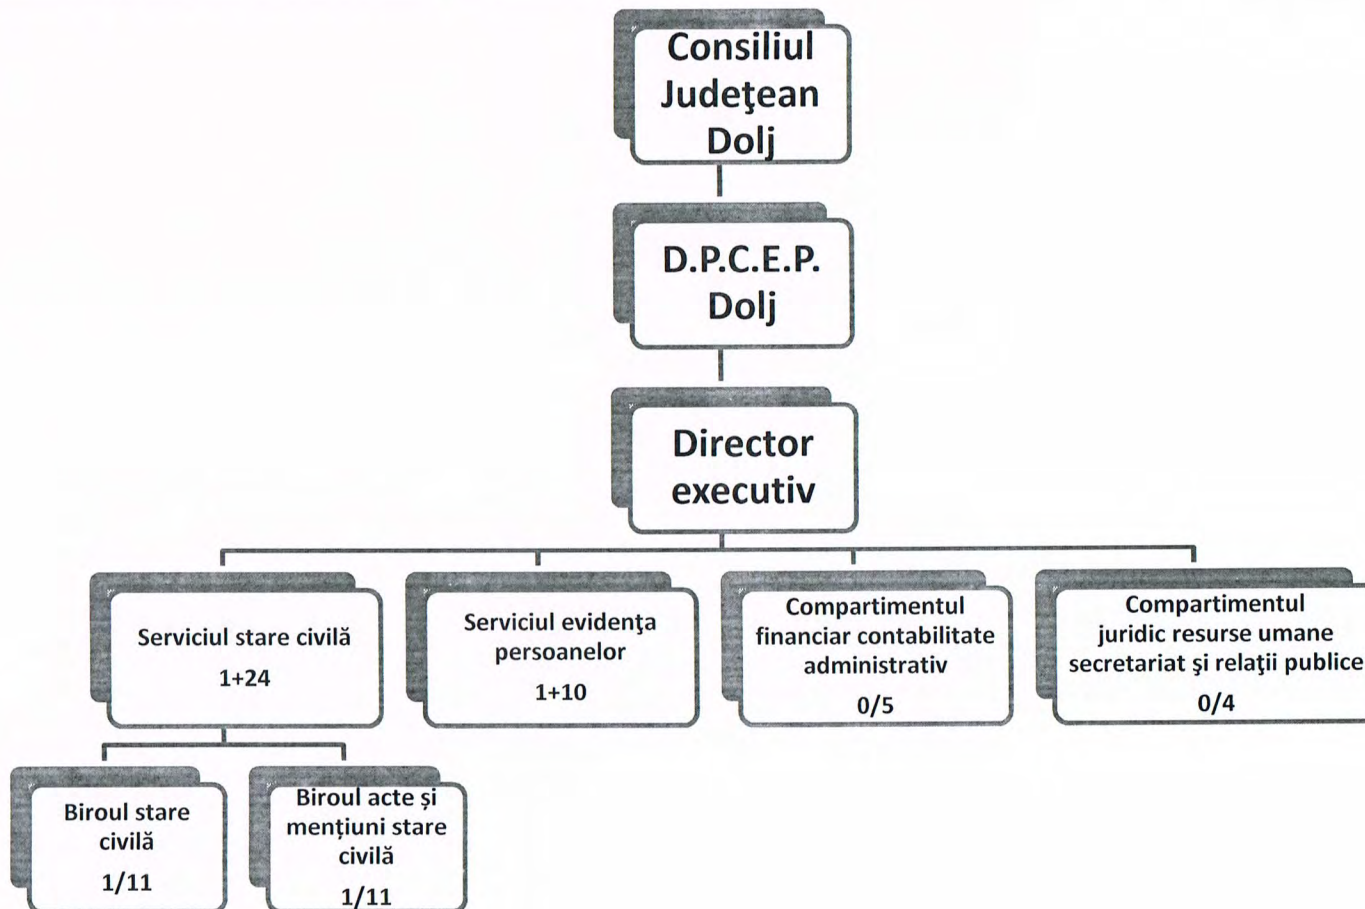 Consiliul
Judeţean
Dolj
D.P.C.E.P.
Dolj
Director
executiv
Serviciul stare civilă
1+24
Serviciul evidenţa
persoanelor
1+10
Compartimentul
financiar contabilitate
administrativ
0/5
Compartimentul
juridic resurse umane
secretariat şi relaţii publice
0/4
Biroul stare
civilă
1/11
Biroul acte și
mențiuni stare
civilă
1/11